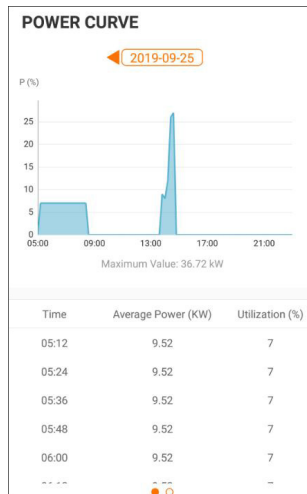 POWER CURVE
2019-09-25
P (%)
25
20
15
10
5
0
05:00 09:00 13:00 17:00 21:00
Maximum Value: 36.72 kW
Time Average Power (KW) Utilization (%)
05:12 9.52 7
05:24 9.52 7
05:36 9.52 7
05:48 9.52 7
06:00 9.52 7